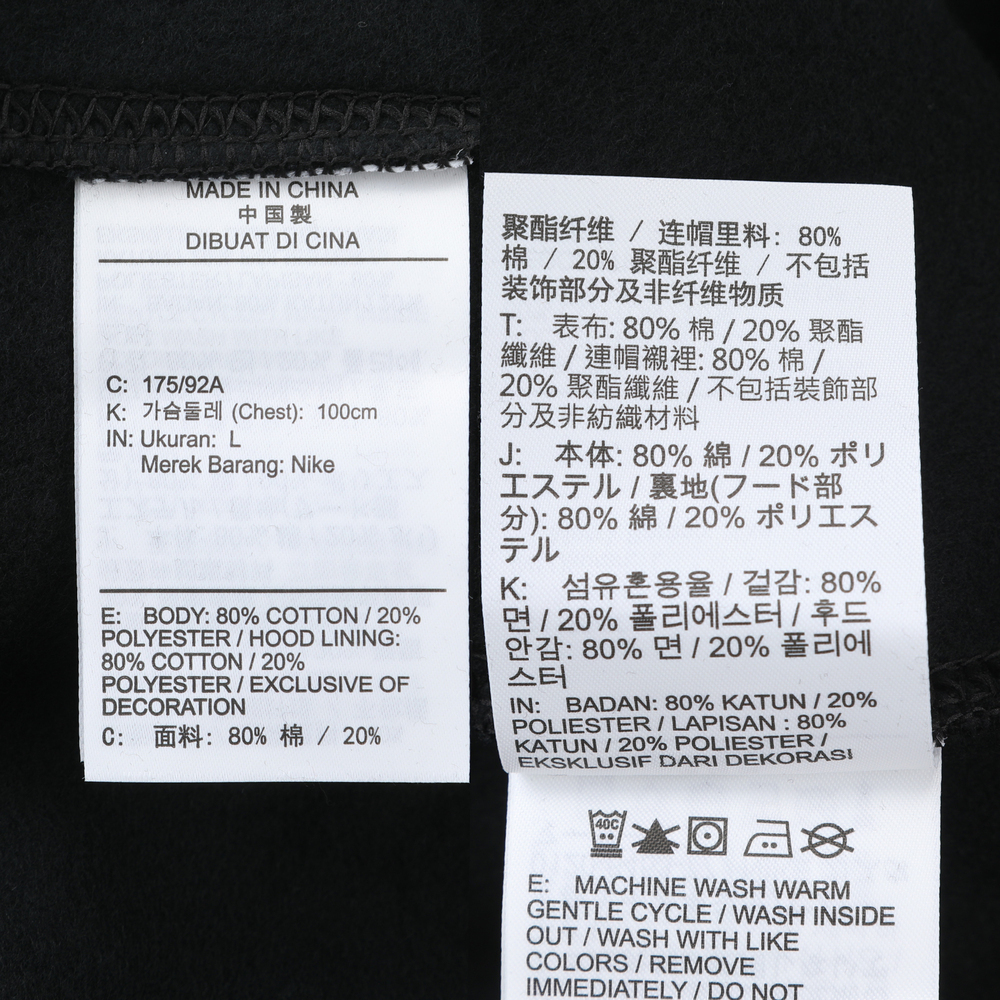 MADE IN CHINA
中国製
DIBUAT DI CINA
C: 175/92A
K: 가슴둘레 (Chest): 100cm
IN: Ukuran: L
Merek Barang: Nike
E: BODY: 80% COTTON / 20%
POLYESTER / HOOD LINING:
80% COTTON / 20%
POLYESTER / EXCLUSIVE OF
DECORATION
C: 面料: 80% 棉 / 20%
聚酯纤维 / 连帽里料: 80%
棉 / 20% 聚酯纤维 / 不包括
装饰部分及非纤维物质
T: 表布: 80% 棉 / 20% 聚酯
纖維 / 連帽襯裡: 80% 棉 /
20% 聚酯纖維 / 不包括裝飾部
分及非紡織材料
J: 本体: 80% 綿 / 20% ポリ
エステル / 裏地(フード部
分): 80% 綿 / 20% ポリエス
テル
K: 섬유혼용율 / 겉감: 80%
면 / 20% 폴리에스터 / 후드
안감: 80% 면 / 20% 폴리에
스터
IN: BADAN: 80% KATUN / 20%
POLIESTER / LAPISAN : 80%
KATUN / 20% POLIESTER /
EKSKLUSIF DARI DEKORASI
40C
E: MACHINE WASH WARM
GENTLE CYCLE / WASH INSIDE
OUT / WASH WITH LIKE
COLORS / REMOVE
IMMEDIATELY / DO NOT